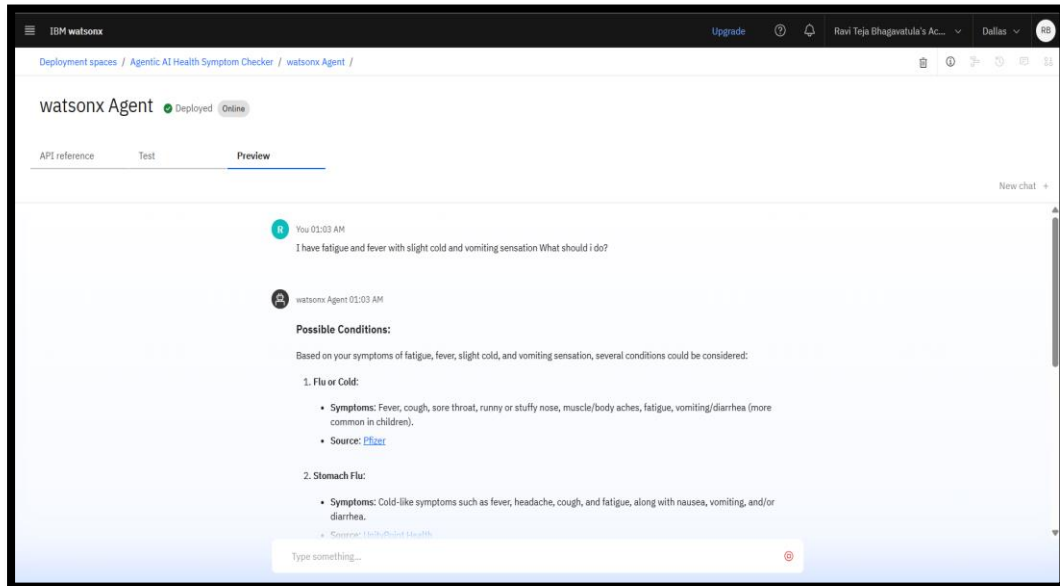 IBM watsonx
Upgrade
Ravi Teja Bhagavatula's Ac...
Dallas
RB
Deployment spaces / Agentic AI Health Symptom Checker / watsonx Agent /
watsonx Agent
Deployed
Online
API reference
Test
Preview
New chat +
R
You 01:03 AM
I have fatigue and fever with slight cold and vomiting sensation What should i do?
watsonx Agent 01:03 AM
Possible Conditions:
Based on your symptoms of fatigue, fever, slight cold, and vomiting sensation, several conditions could be considered:
1. Flu or Cold:
• Symptoms: Fever, cough, sore throat, runny or stuffy nose, muscle/body aches, fatigue, vomiting/diarrhea (more
common in children).
• Source: Pfizer
2. Stomach Flu:
• Symptoms: Cold-like symptoms such as fever, headache, cough, and fatigue, along with nausea, vomiting, and/or
diarrhea.
• Source: UnityPoint Health
Type something...